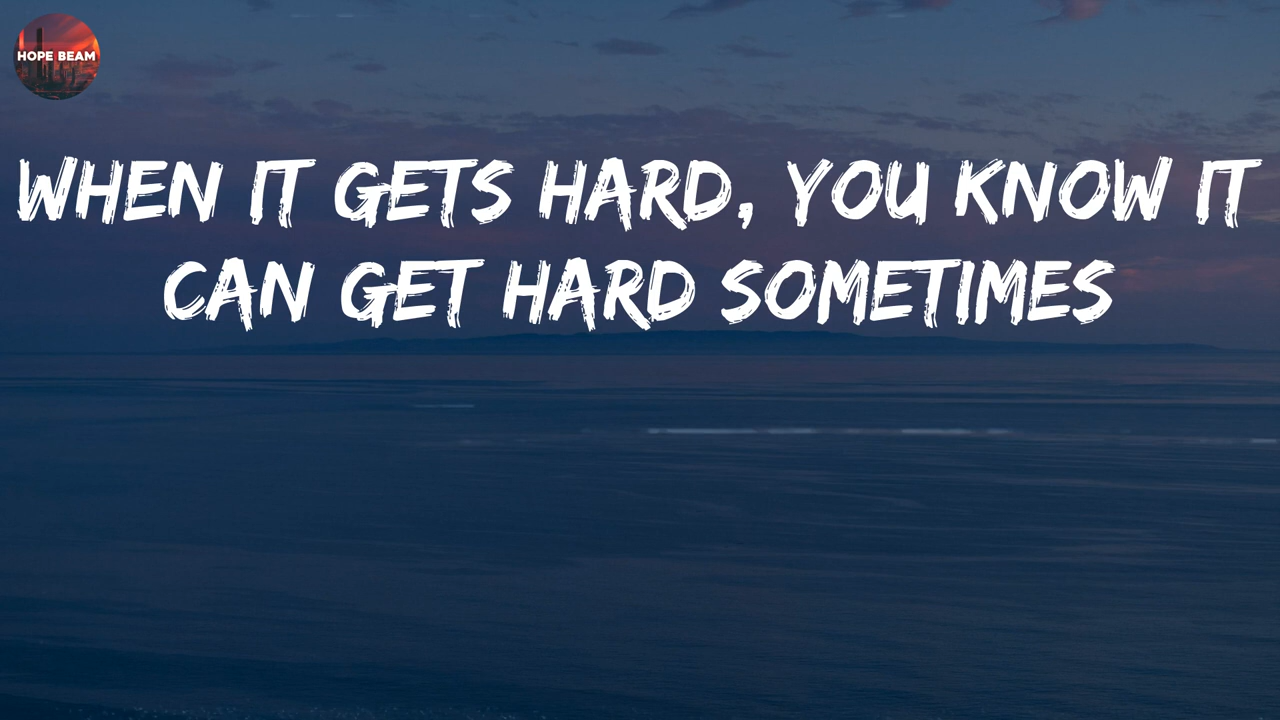 HOPE BEAM
WHEN IT GETS HARD, YOU KNOW IT
CAN GET HARD SOMETIMES